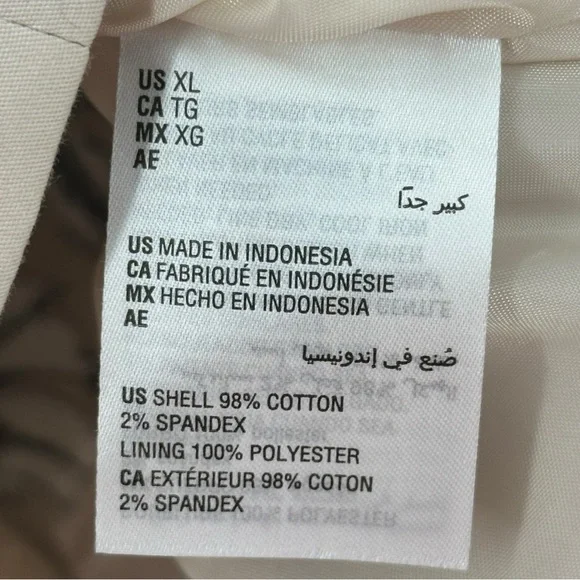 US XL
CA TG
MX XG
AE
كبير جدًا
US MADE IN INDONESIA
CA FABRIQUÉ EN INDONÉSIE
MX HECHO EN INDONESIA
AE
صُنع في إندونيسيا
US SHELL 98% COTTON
2% SPANDEX
LINING 100% POLYESTER
CA EXTÉRIEUR 98% COTON
2% SPANDEX